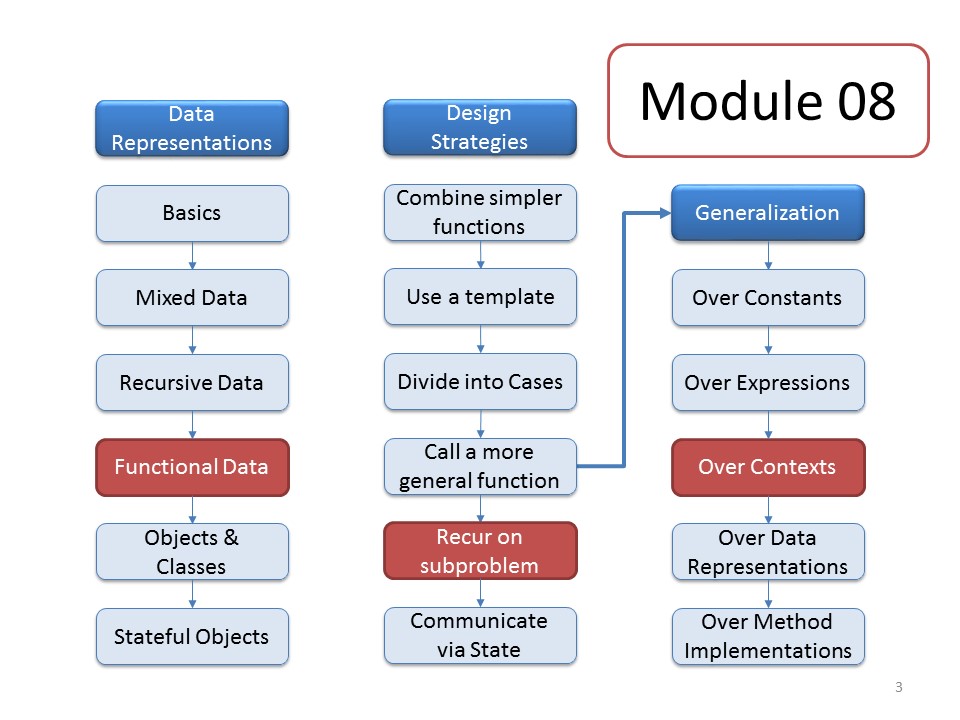 Module 08
Data
Representations
Basics
Mixed Data
Recursive Data
Functional Data
Objects &
Classes
Stateful Objects
Design
Strategies
Combine simpler
functions
Use a template
Divide into Cases
Call a more
general function
Recur on
subproblem
Communicate
via State
Generalization
Over Constants
Over Expressions
Over Contexts
Over Data
Representations
Over Method
Implementations
3